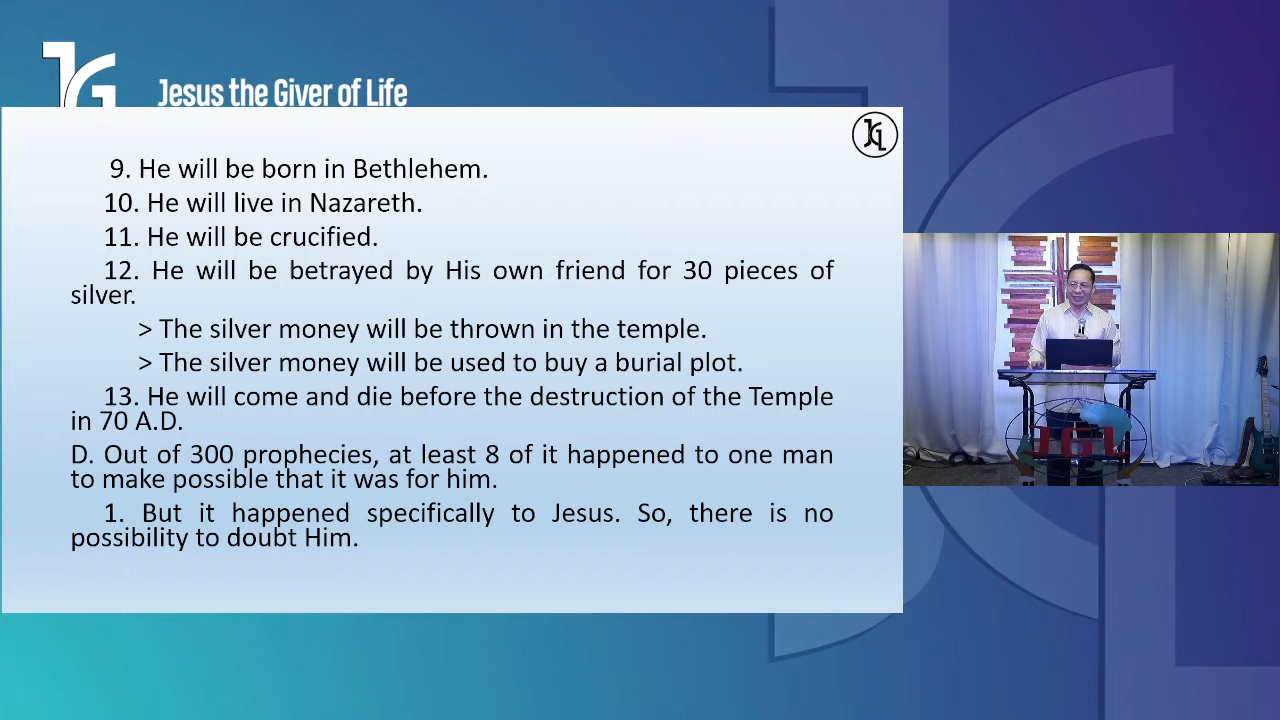 Jesus the Giver of Life
9. He will be born in Bethlehem.
10. He will live in Nazareth.
11. He will be crucified.
12. He will be betrayed by His own friend for 30 pieces of
silver.
> The silver money will be thrown in the temple.
> The silver money will be used to buy a burial plot.
13. He will come and die before the destruction of the Temple
in 70 A.D.
D. Out of 300 prophecies, at least 8 of it happened to one man
to make possible that it was for him.
1. But it happened specifically to Jesus. So, there is no
possibility to doubt Him.